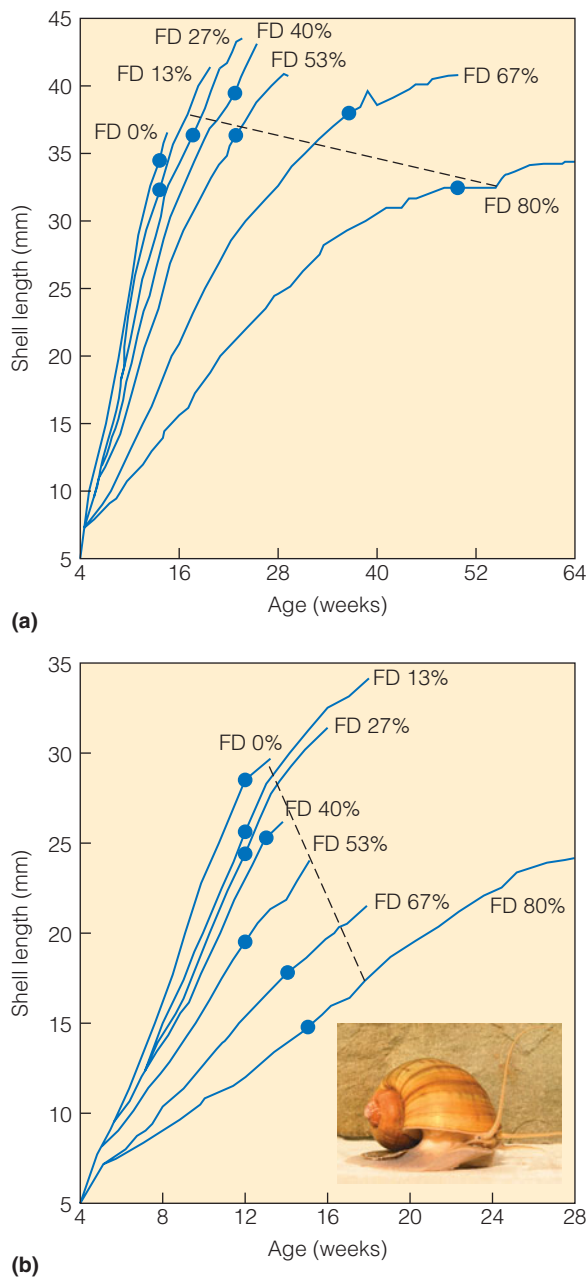 FD 40%
FD 27%
FD 53%
FD 13%
FD 67%
FD 0%
FD 80%
45
40
35
30
25
20
15
10
5
Shell length (mm)
4 16 28 40 52 64
Age (weeks)
(a)
FD 13%
FD 27%
FD 0%
FD 40%
FD 53%
FD 67%
FD 80%
35
30
25
20
15
10
5
Shell length (mm)
4 8 12 16 20 24 28
Age (weeks)
(b)